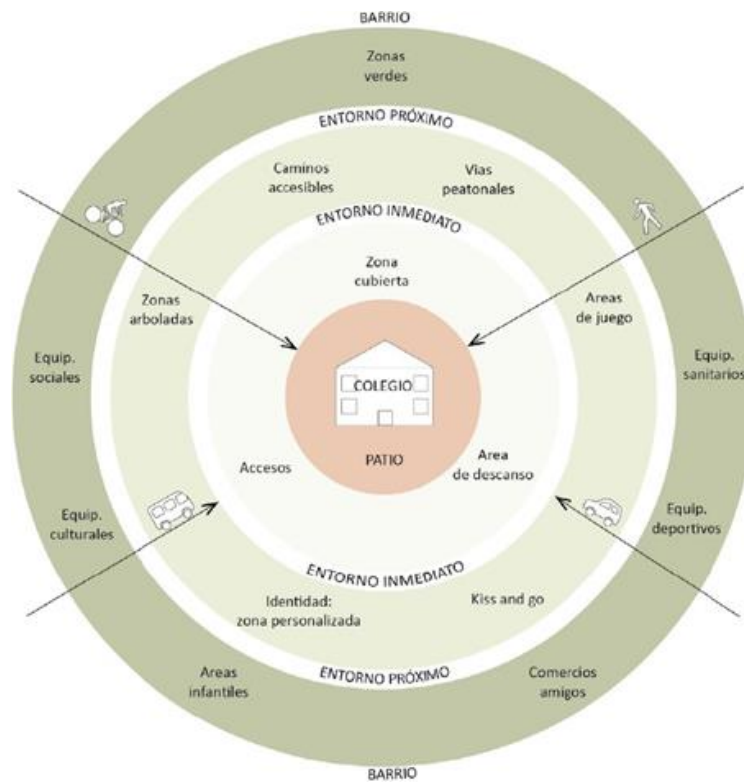 BARRIO
Zonas
verdes
ENTORNO PRÓXIMO
Caminos
accesibles
Vias
peatonales
ENTORNO INMEDIATO
Zona
cubierta
Zonas
arboladas
Areas
de juego
Equip.
sociales
Equip.
sanitarios
COLEGIO
PATIO
Accesos
Area
de descanso
Equip.
culturales
Equip.
deportivos
ENTORNO INMEDIATO
Identidad:
zona personalizada
Kiss and go
ENTORNO PRÓXIMO
Areas
infantiles
Comercios
amigos
BARRIO